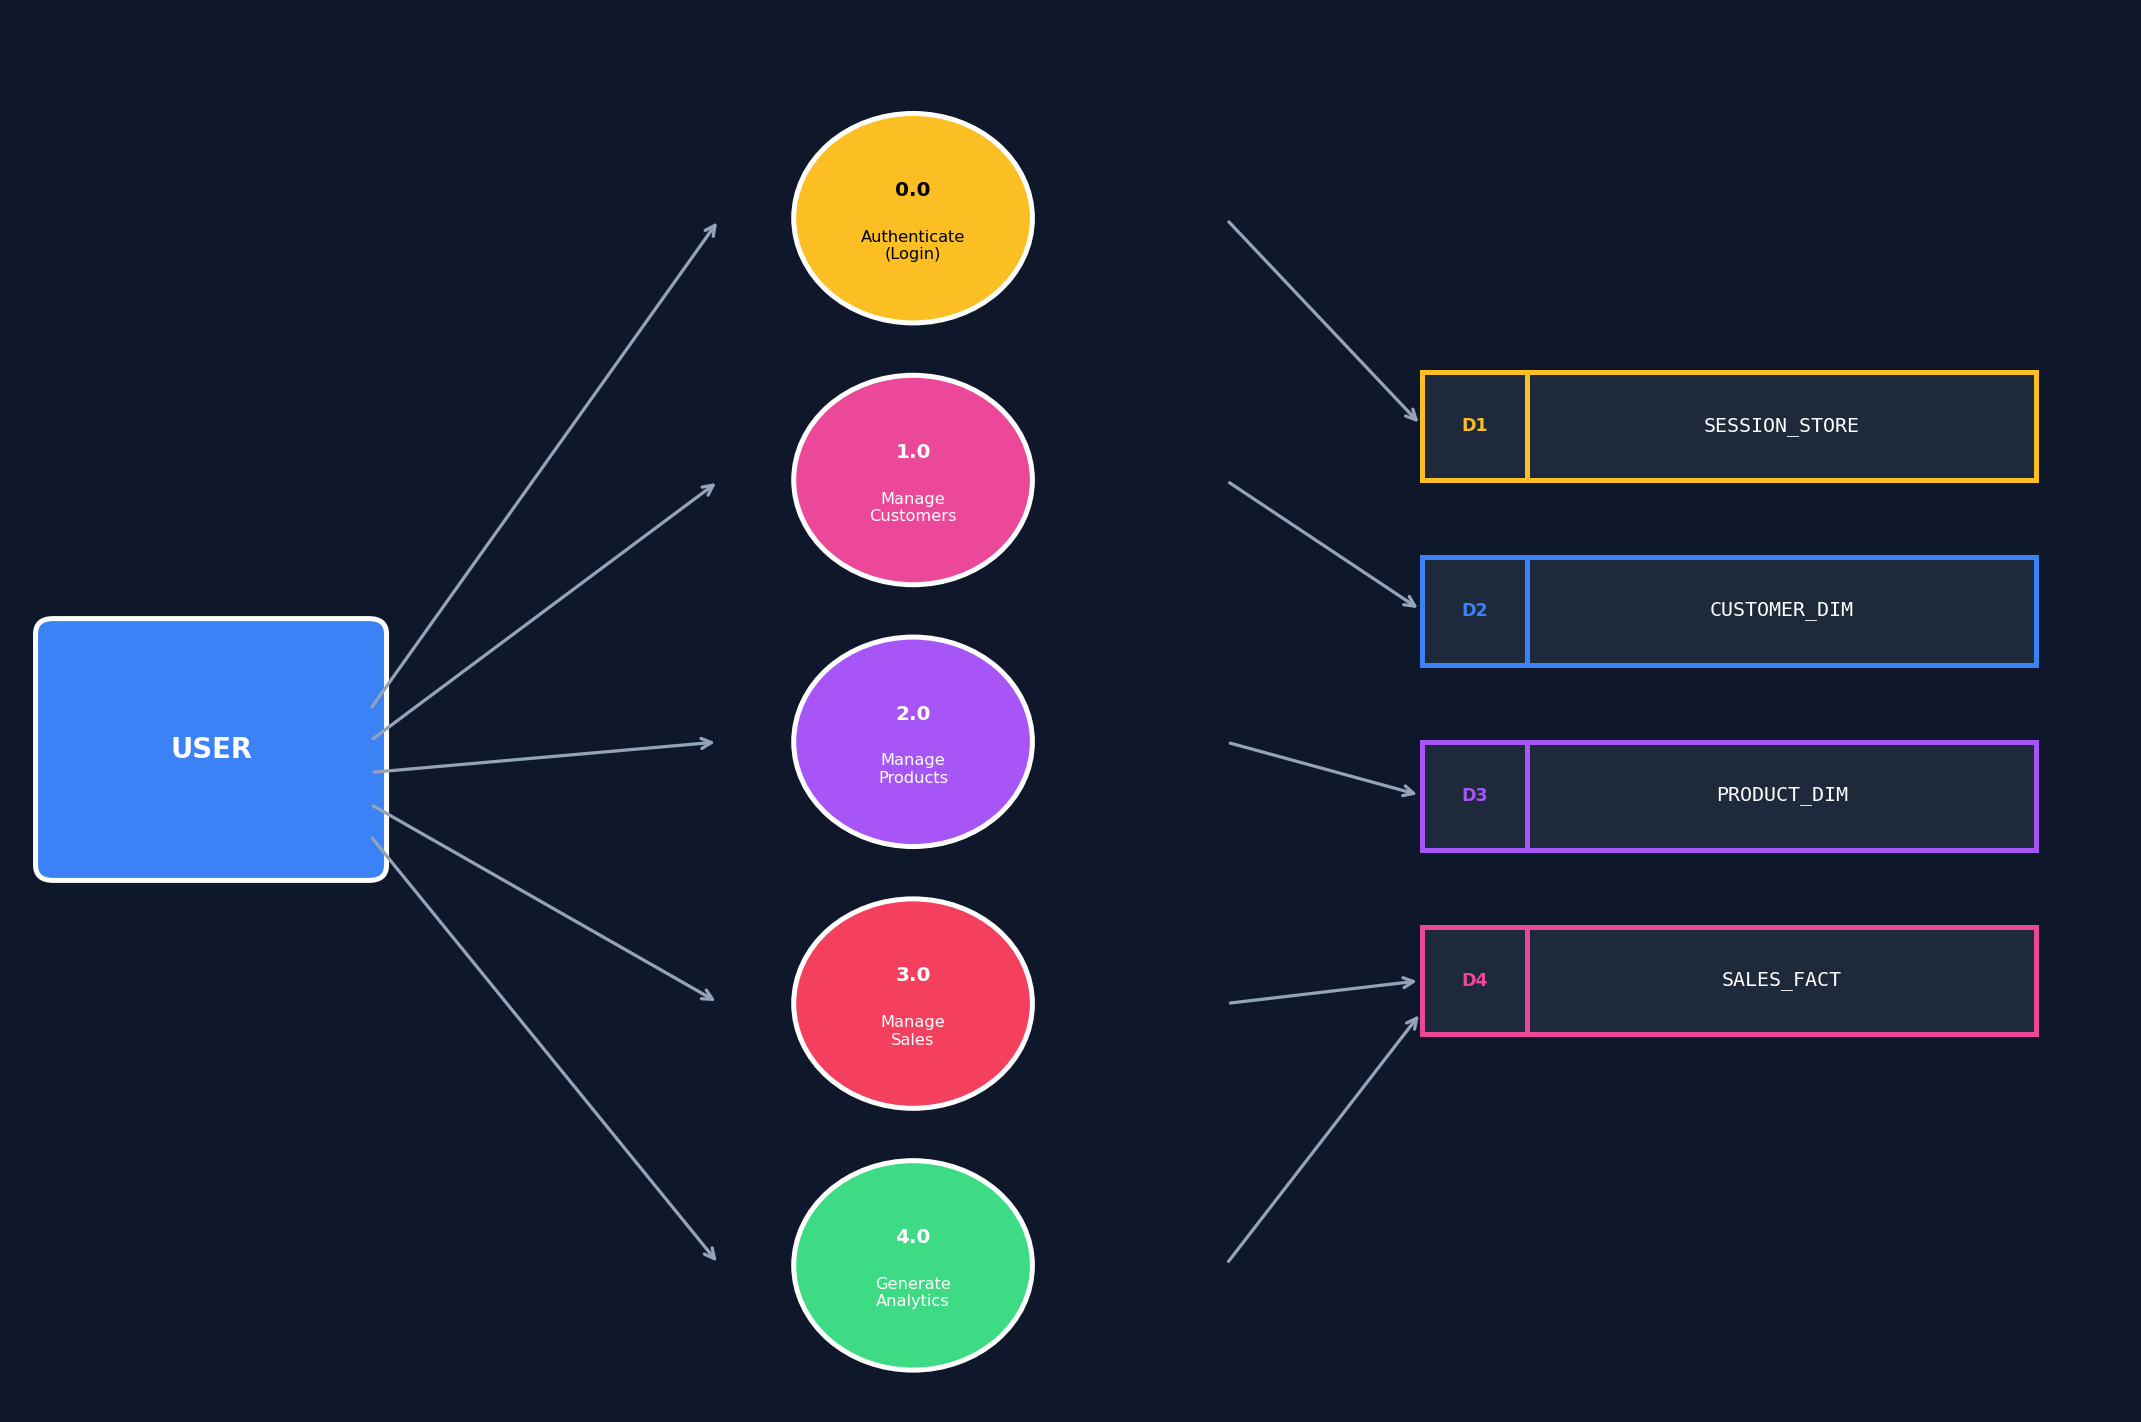 USER
0.0
Authenticate
(Login)
1.0
Manage
Customers
2.0
Manage
Products
3.0
Manage
Sales
4.0
Generate
Analytics
D1
SESSION_STORE
D2
CUSTOMER_DIM
D3
PRODUCT_DIM
D4
SALES_FACT